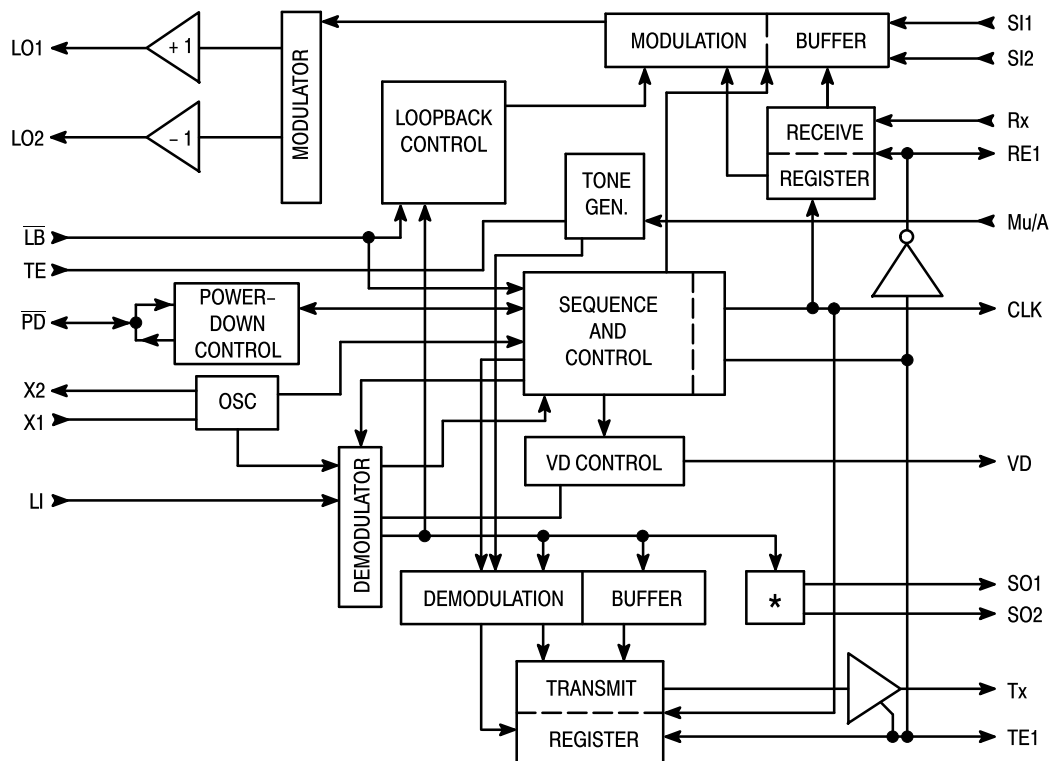 LO1
+ 1
LO2
− 1
MODULATOR
MODULATION
BUFFER
SI1
SI2
LOOPBACK
CONTROL
RECEIVE
REGISTER
Rx
RE1
TONE
GEN.
Mu/A
LB
TE
PD
POWER–
DOWN
CONTROL
SEQUENCE
AND
CONTROL
CLK
X2
X1
OSC
VD CONTROL
VD
LI
DEMODULATOR
DEMODULATION
BUFFER
*
SO1
SO2
TRANSMIT
REGISTER
Tx
TE1